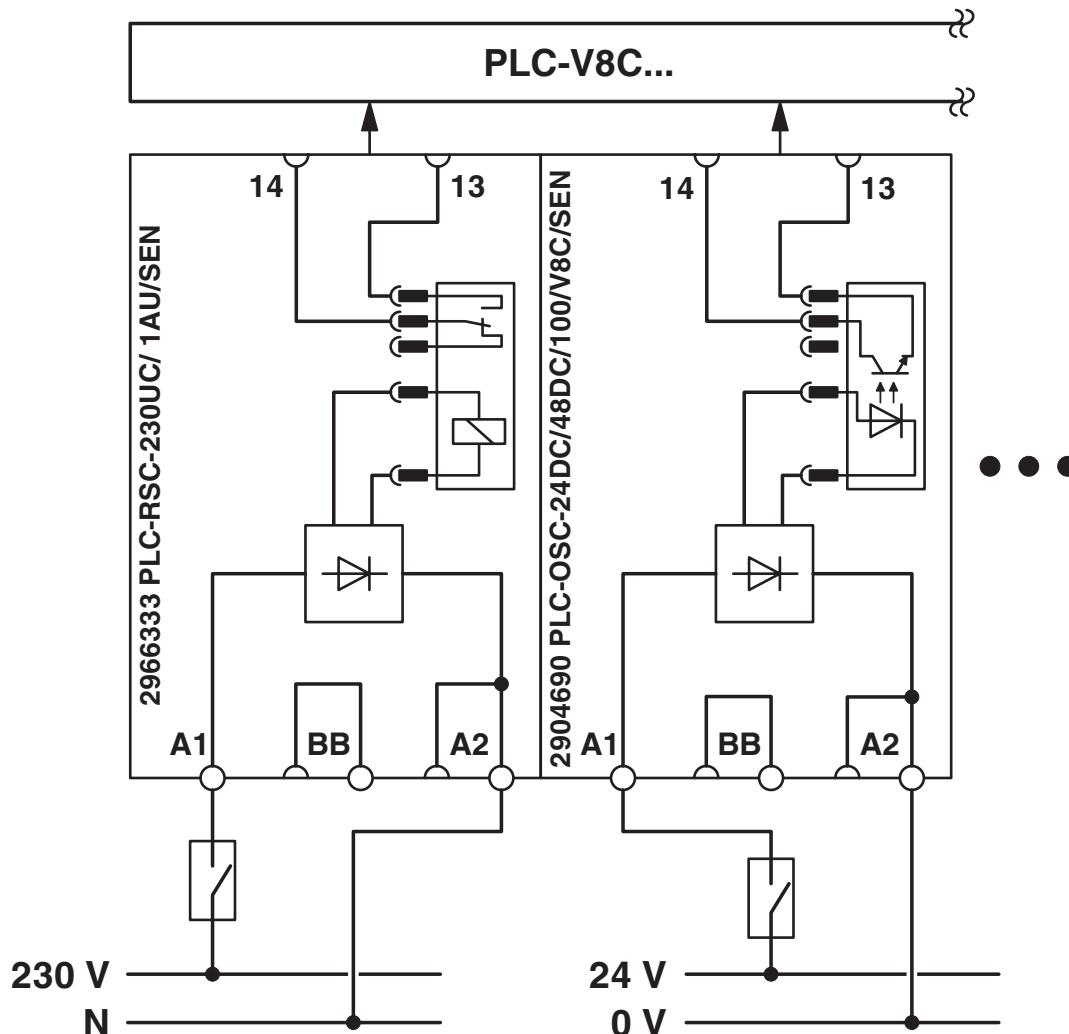 PLC-V8C...
14
13
14
13
2966333 PLC-RSC-230UC/ 1AU/SEN
2904690 PLC-OSC-24DC/48DC/100/V8C/SEN
A1
BB
A2
A1
BB
A2
230 V
24 V
N
0 V